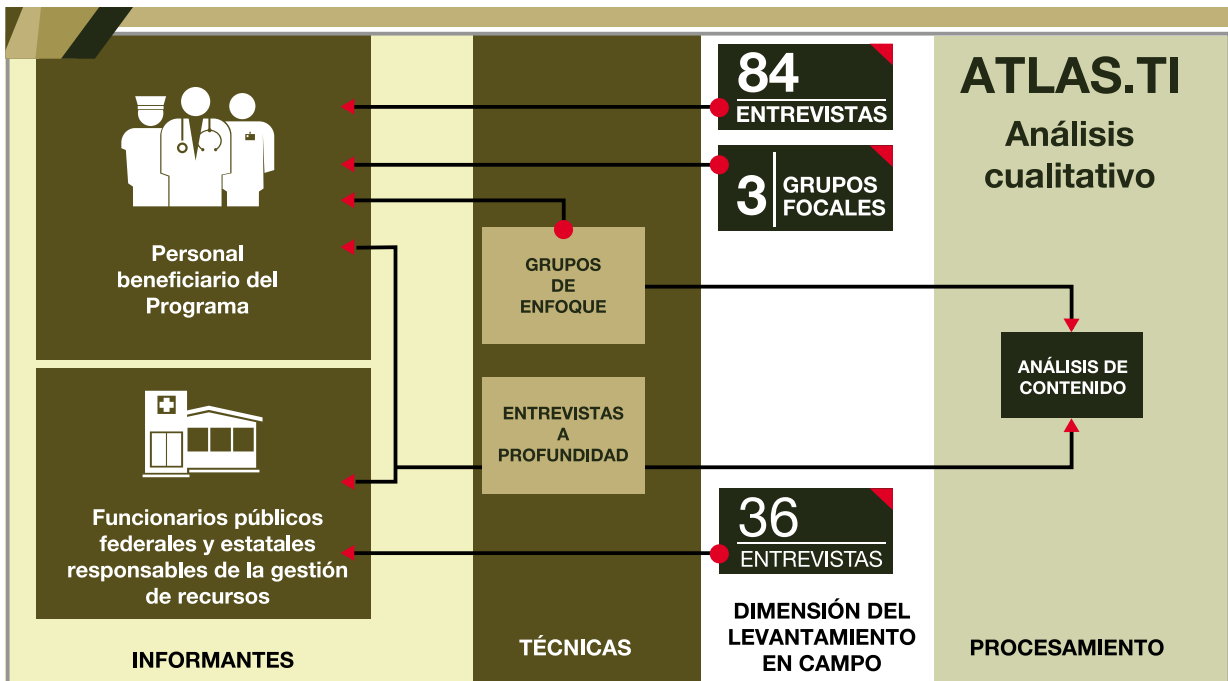 Personal
beneficiario del
Programa
Funcionarios públicos
federales y estatales
responsables de la gestión
de recursos
INFORMANTES
GRUPOS
DE
ENFOQUE
ENTREVISTAS
A
PROFUNDIDAD
TÉCNICAS
84
ENTREVISTAS
3
GRUPOS
FOCALES
36
ENTREVISTAS
DIMENSIÓN DEL
LEVANTAMIENTO
EN CAMPO
ATLAS.TI
Análisis
cualitativo
ANÁLISIS DE
CONTENIDO
PROCESAMIENTO